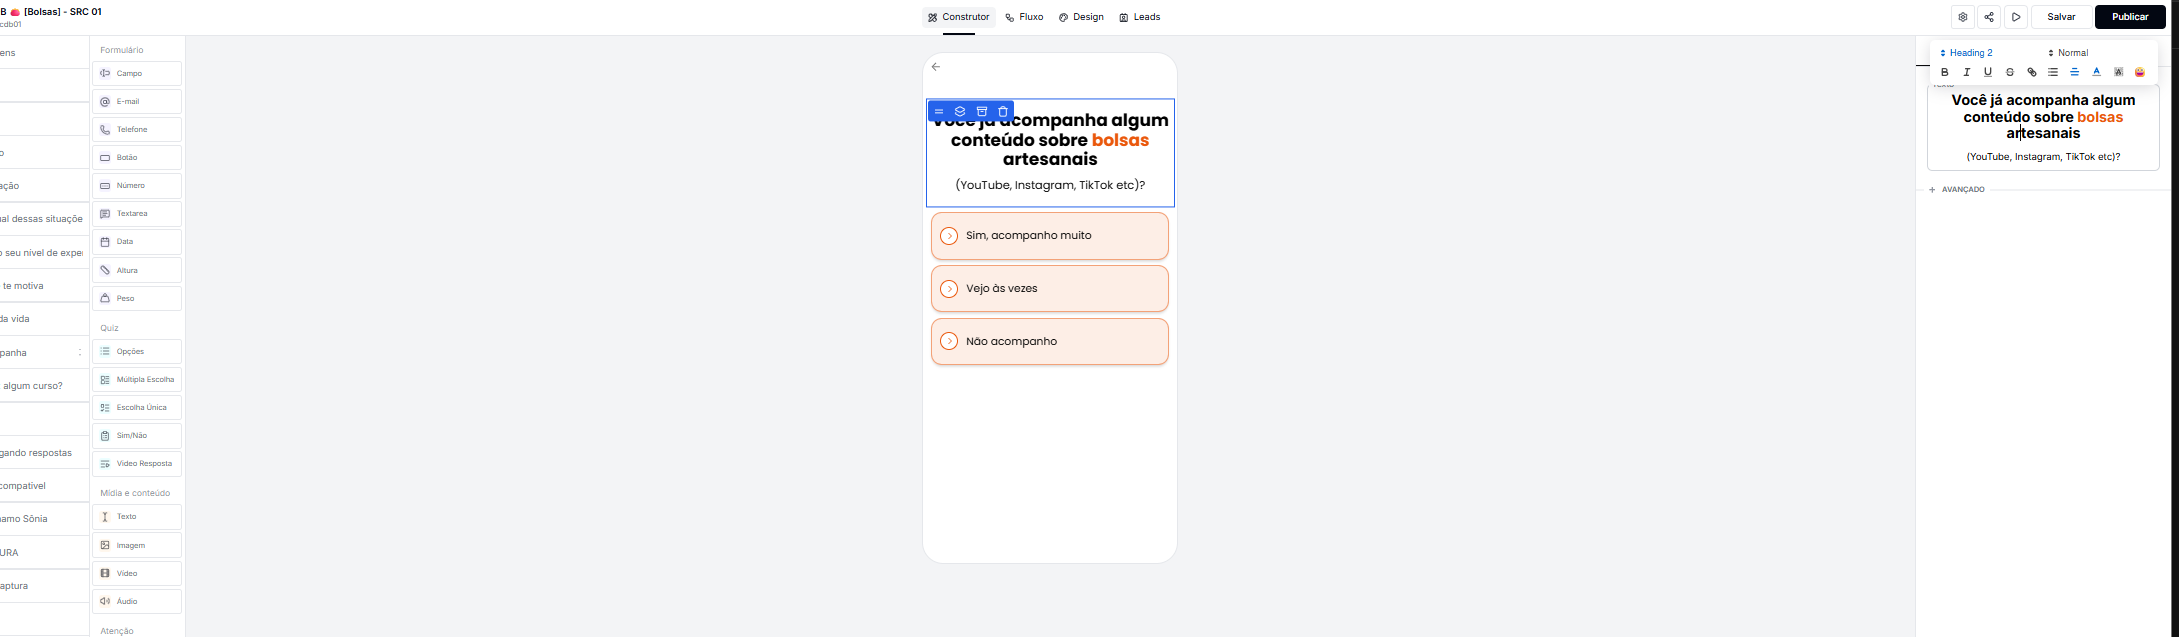 B [Bolsas] - SRC 01
cdb01
Construtor
Fluxo
Design
Leads
Salvar
Publicar
ens
o
ação
ual dessas situaçõe
o seu nível de expe
te motiva
da vida
panha
algum curso?
gando respostas
compatível
amo Sônia
URA
aptura
Formulário
Campo
E-mail
Telefone
Botão
Número
Textarea
Data
Altura
Peso
Quiz
Opções
Múltipla Escolha
Escolha Única
Sim/Não
Vídeo Resposta
Mídia e conteúdo
Texto
Imagem
Vídeo
Áudio
Atenção
Você já acompanha algum
conteúdo sobre bolsas
artesanais
(YouTube, Instagram, TikTok etc)?
Sim, acompanho muito
Vejo às vezes
Não acompanho
Heading 2
Normal
B I U S A A
Texto
Você já acompanha algum
conteúdo sobre bolsas
artesanais
(YouTube, Instagram, TikTok etc)?
+ AVANÇADO